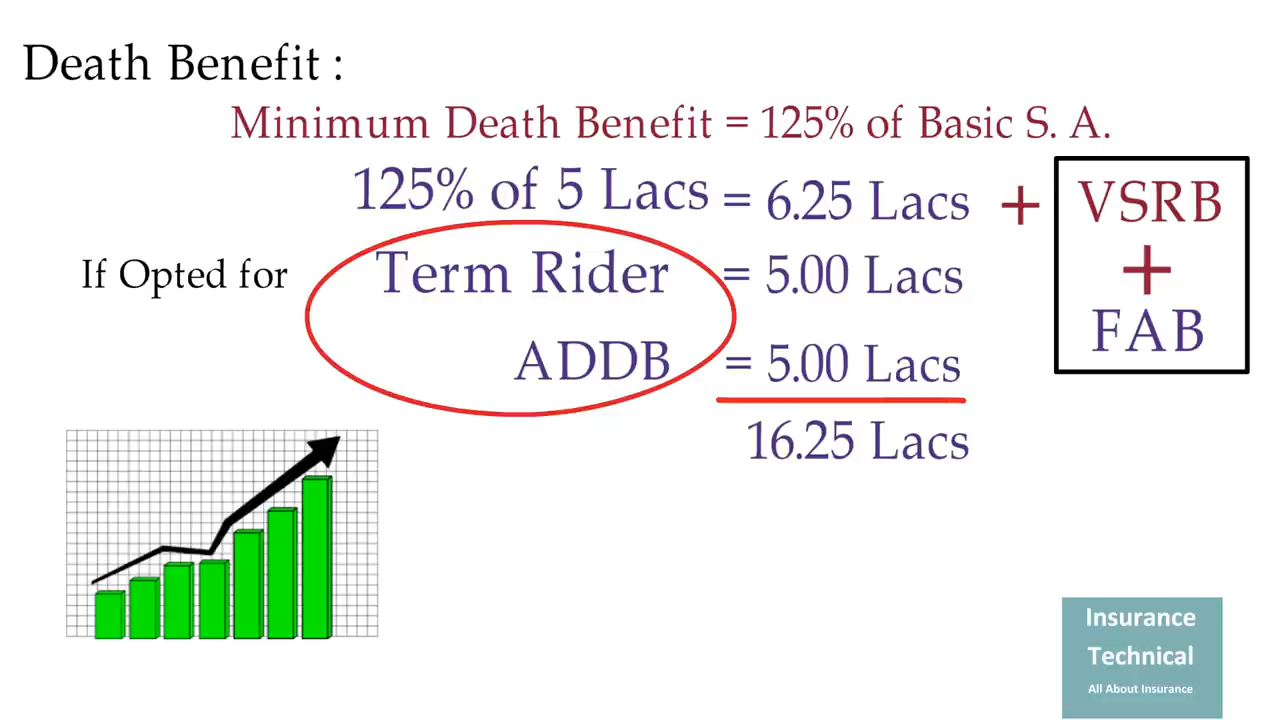 Death Benefit :
Minimum Death Benefit = 125% of Basic S. A.
125% of 5 Lacs = 6.25 Lacs + VSRB
+
If Opted for Term Rider = 5.00 Lacs
FAB
ADDB = 5.00 Lacs
16.25 Lacs
Insurance
Technical
All About Insurance